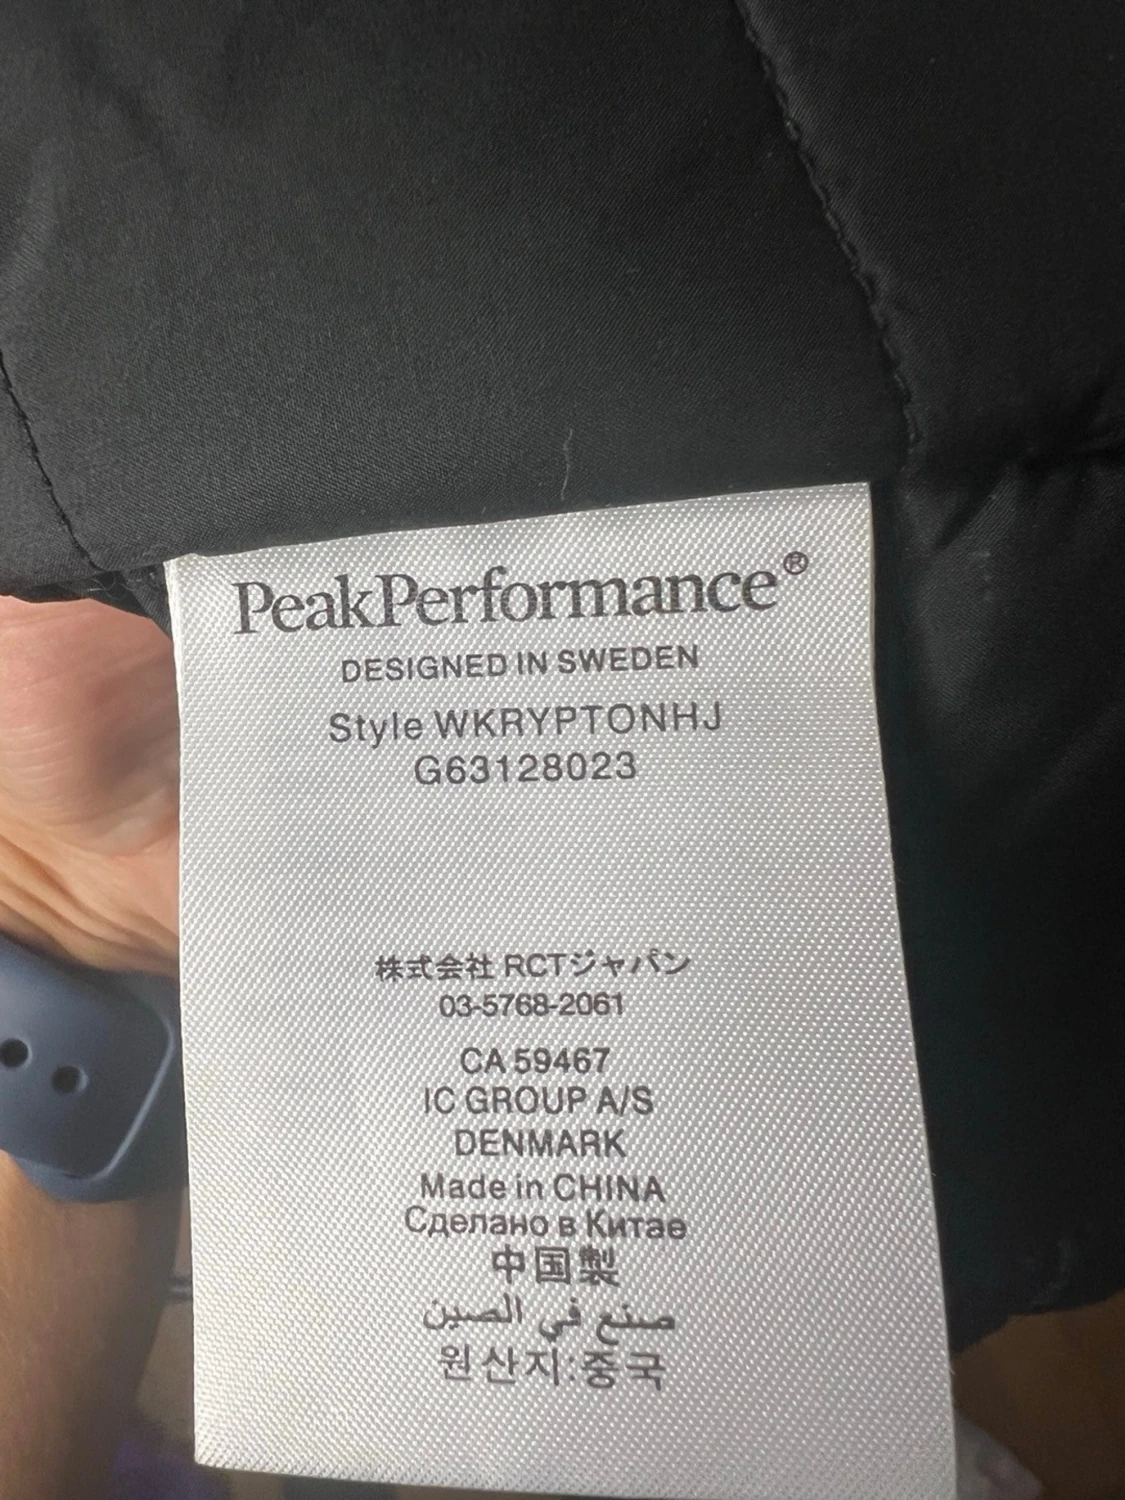 PeakPerformance®
DESIGNED IN SWEDEN
Style WKRYPTONHJ
G63128023
株式会社 RCTジャパン
03-5768-2061
CA 59467
IC GROUP A/S
DENMARK
Made in CHINA
Сделано в Китае
中国製
صنع في الصين
원산지:중국